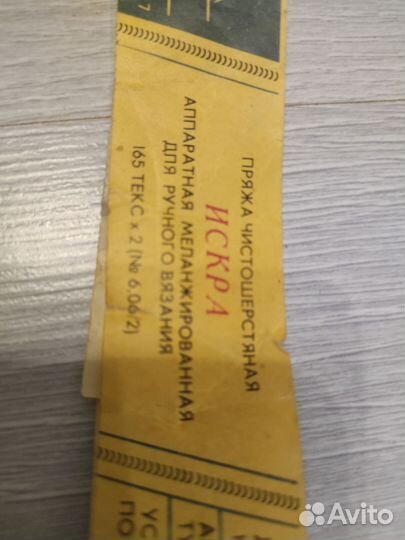 ПРЯЖА ЧИСТОШЕРСТЯНАЯ
ИСКРА
АППАРАТНАЯ МЕЛАНЖИРОВАННАЯ
ДЛЯ РУЧНОГО ВЯЗАНИЯ
165 ТЕКС x 2 (№ 6.06/2)
Avito